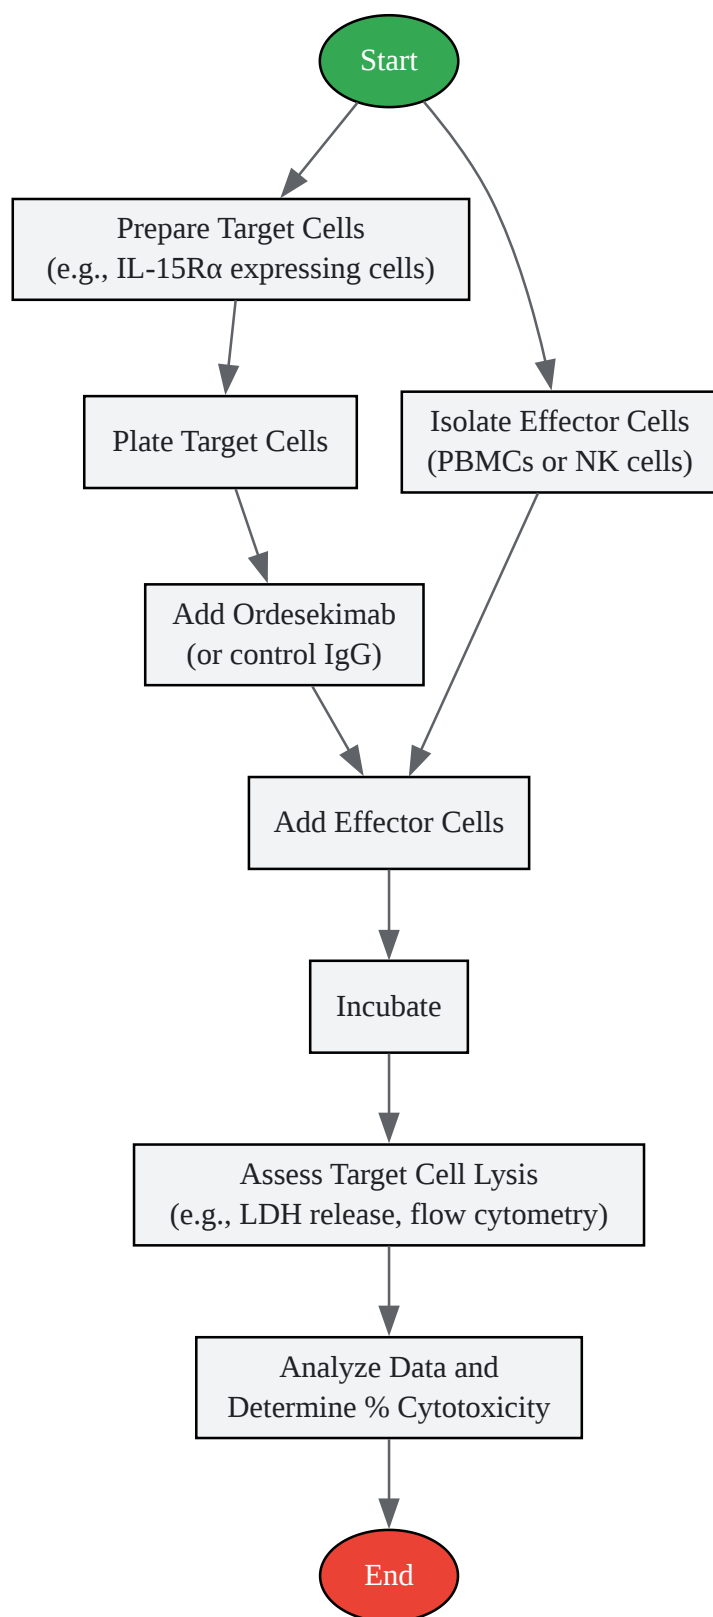 Start
Prepare Target Cells
(e.g., IL-15Rα expressing cells)
Plate Target Cells
Isolate Effector Cells
(PBMCs or NK cells)
Add Ordesekimab
(or control IgG)
Add Effector Cells
Incubate
Assess Target Cell Lysis
(e.g., LDH release, flow cytometry)
Analyze Data and
Determine % Cytotoxicity
End